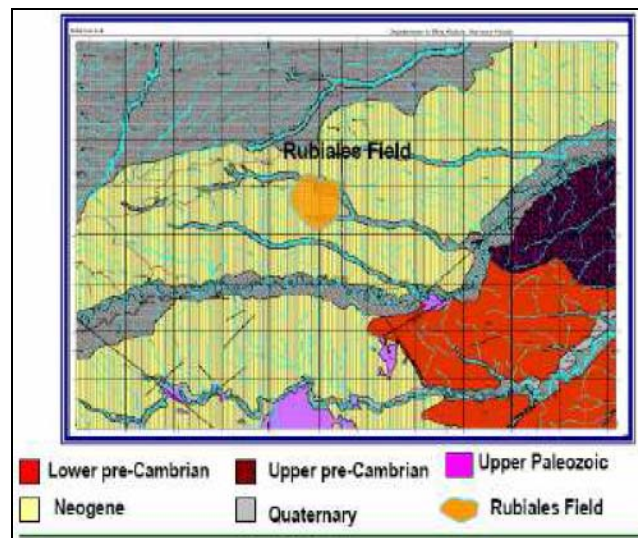 Rubiales Field
Lower pre-Cambrian
Upper pre-Cambrian
Upper Paleozoic
Neogene
Quaternary
Rubiales Field